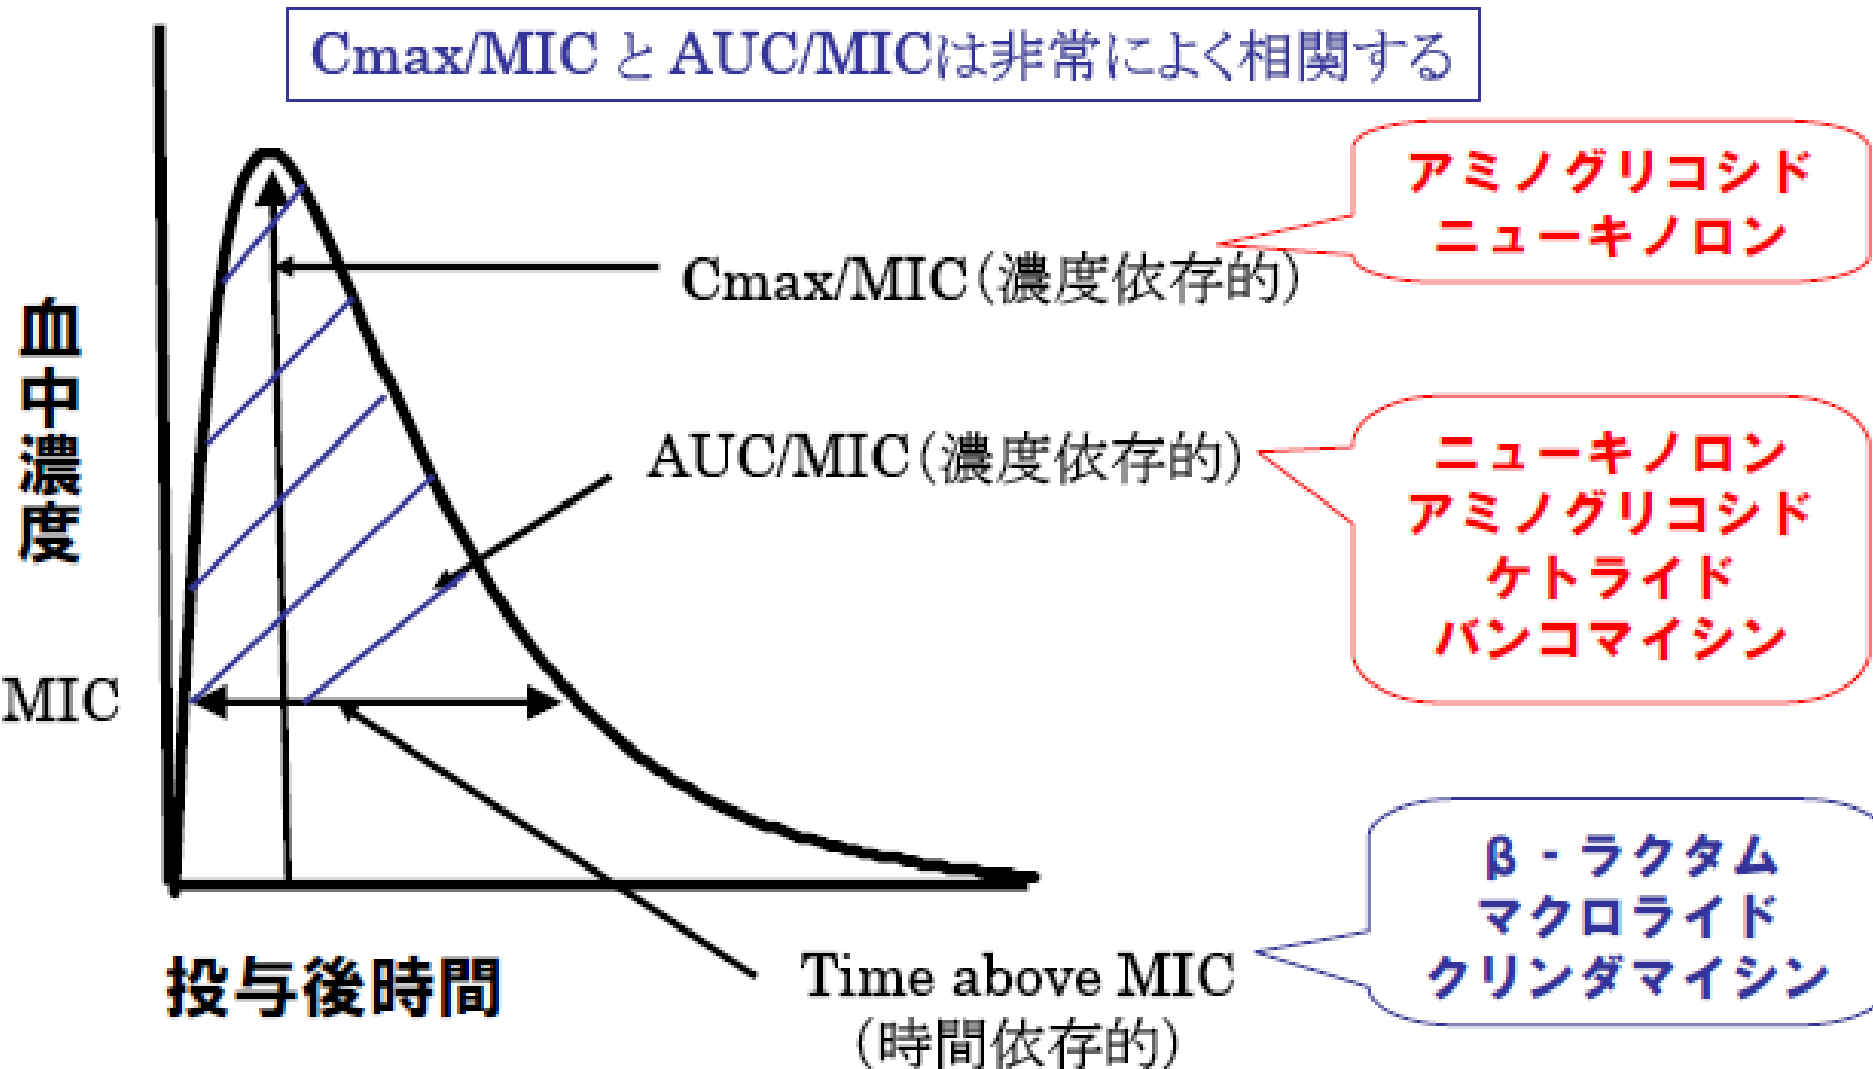 Cmax/MIC と AUC/MICは非常によく相関する
アミノグリコシド
ニューキノロン
Cmax/MIC(濃度依存的)
血中濃度
AUC/MIC(濃度依存的)
ニューキノロン
アミノグリコシド
ケトライド
バンコマイシン
MIC
β - ラクタム
マクロライド
クリンダマイシン
投与後時間
Time above MIC
(時間依存的)